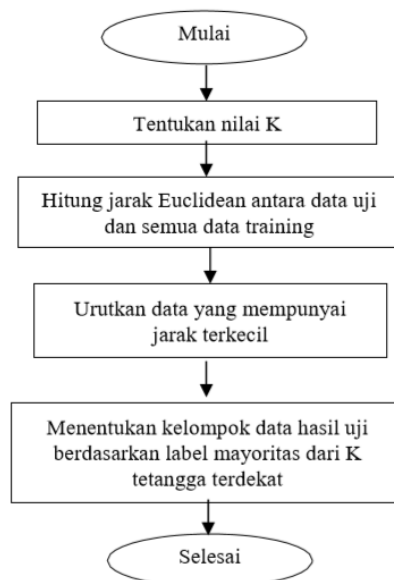 Mulai
Tentukan nilai K
Hitung jarak Euclidean antara data uji
dan semua data training
Urutkan data yang mempunyai
jarak terkecil
Menentukan kelompok data hasil uji
berdasarkan label mayoritas dari K
tetangga terdekat
Selesai